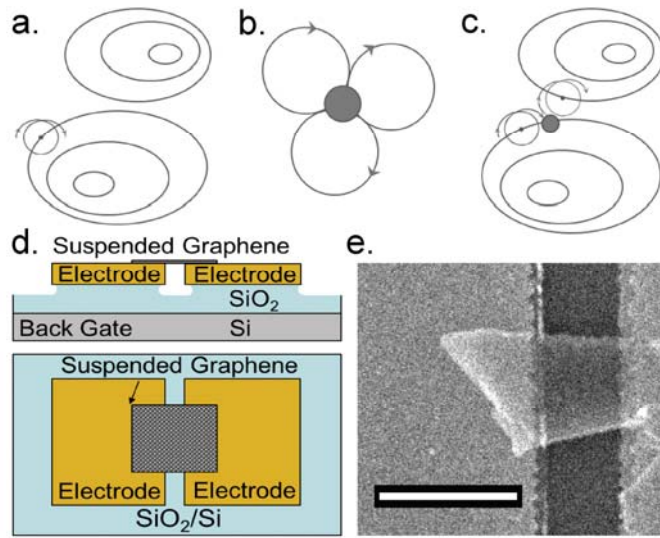 a.
b.
c.
d.
Suspended Graphene
Electrode Electrode
SiO₂
Back Gate Si
Suspended Graphene
Electrode Electrode
SiO₂/Si
e.